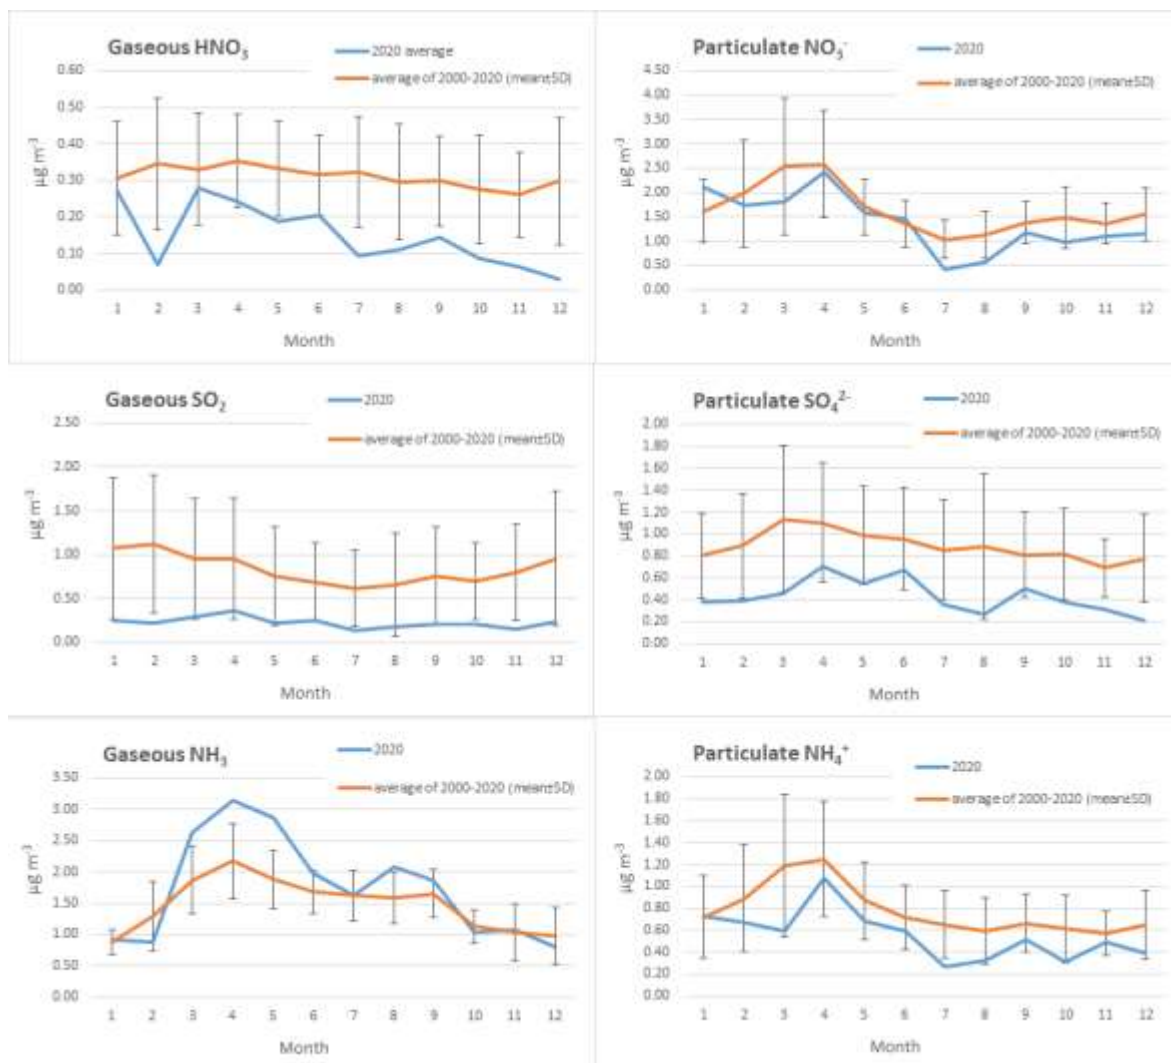 Gaseous HNO₃
2020 average
average of 2000-2020 (mean±SD)
0.60
0.50
0.40
0.30
0.20
0.10
0.00
µg m⁻³
1 2 3 4 5 6 7 8 9 10 11 12
Month
Particulate NO₃⁻
2020
average of 2000-2020 (mean±SD)
4.50
4.00
3.50
3.00
2.50
2.00
1.50
1.00
0.50
0.00
µg m⁻³
1 2 3 4 5 6 7 8 9 10 11 12
Month
Gaseous SO₂
2020
average of 2000-2020 (mean±SD)
2.50
2.00
1.50
1.00
0.50
0.00
µg m⁻³
1 2 3 4 5 6 7 8 9 10 11 12
Month
Particulate SO₄²⁻
2020
average of 2000-2020 (mean±SD)
2.00
1.80
1.60
1.40
1.20
1.00
0.80
0.60
0.40
0.20
0.00
µg m⁻³
1 2 3 4 5 6 7 8 9 10 11 12
Month
Gaseous NH₃
2020
average of 2000-2020 (mean±SD)
3.50
3.00
2.50
2.00
1.50
1.00
0.50
0.00
µg m⁻³
1 2 3 4 5 6 7 8 9 10 11 12
Month
Particulate NH₄⁺
2020
average of 2000-2020 (mean±SD)
2.00
1.80
1.60
1.40
1.20
1.00
0.80
0.60
0.40
0.20
0.00
µg m⁻³
1 2 3 4 5 6 7 8 9 10 11 12
Month